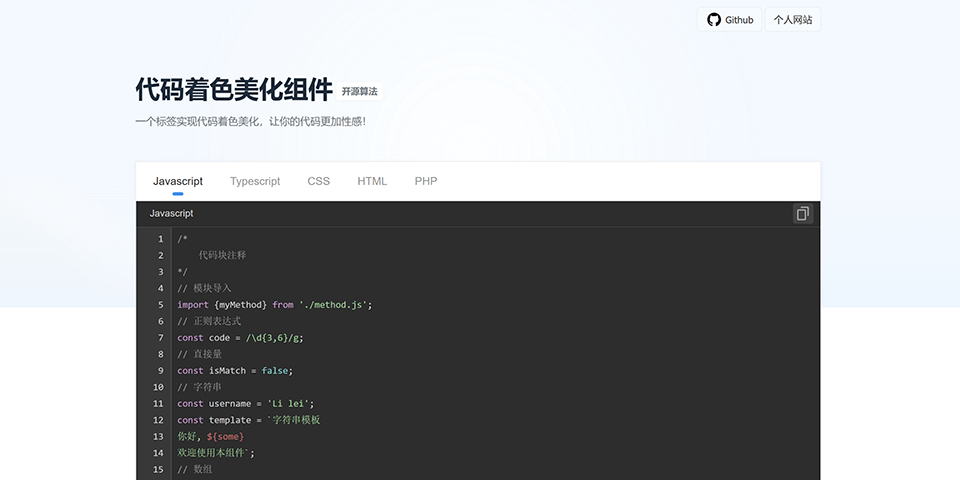 Github 个人网站
代码着色美化组件 开源算法
一个标签实现代码着色美化，让你的代码更加性感！
Javascript Typescript CSS HTML PHP
Javascript
1 /*
2 代码块注释
3 */
4 // 模块导入
5 import {myMethod} from './method.js';
6 // 正则表达式
7 const code = /\d{3,6}/g;
8 // 直接量
9 const isMatch = false;
10 // 字符串
11 const username = 'Li lei';
12 const template = `字符串模板
13 你好, ${some}
14 欢迎使用本组件`;
15 // 数组